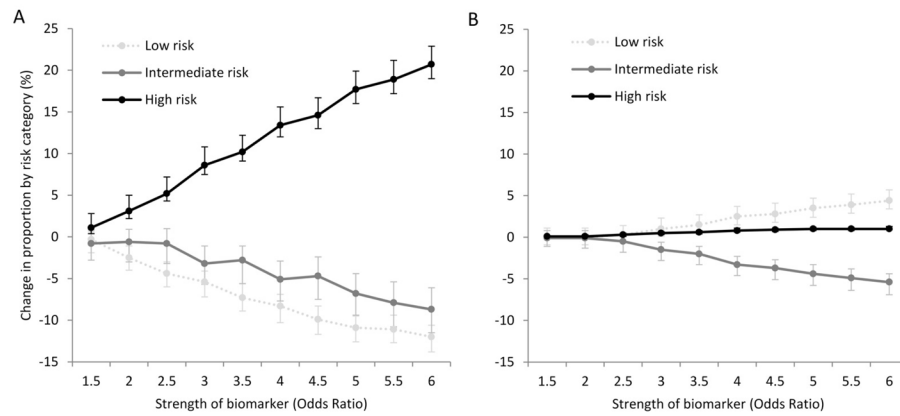 A
Change in proportion by risk category (%)
25
20
15
10
5
0
-5
-10
-15
Low risk
Intermediate risk
High risk
1.5 2 2.5 3 3.5 4 4.5 5 5.5 6
Strength of biomarker (Odds Ratio)
B
25
20
15
10
5
0
-5
-10
-15
Low risk
Intermediate risk
High risk
1.5 2 2.5 3 3.5 4 4.5 5 5.5 6
Strength of biomarker (Odds Ratio)